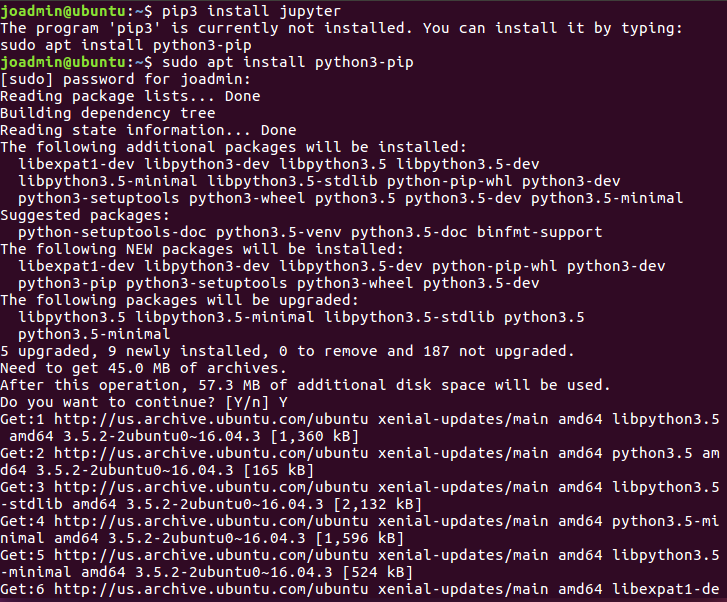 joadmin@ubuntu:~$ pip3 install jupyter
The program 'pip3' is currently not installed. You can install it by typing:
sudo apt install python3-pip
joadmin@ubuntu:~$ sudo apt install python3-pip
[sudo] password for joadmin:
Reading package lists... Done
Building dependency tree
Reading state information... Done
The following additional packages will be installed:
  libexpat1-dev libpython3-dev libpython3.5 libpython3.5-dev
  libpython3.5-minimal libpython3.5-stdlib python-pip-whl python3-dev
  python3-setuptools python3-wheel python3.5 python3.5-dev python3.5-minimal
Suggested packages:
  python-setuptools-doc python3.5-venv python3.5-doc binfmt-support
The following NEW packages will be installed:
  libexpat1-dev libpython3-dev libpython3.5-dev python-pip-whl python3-dev
  python3-pip python3-setuptools python3-wheel python3.5-dev
The following packages will be upgraded:
  libpython3.5 libpython3.5-minimal libpython3.5-stdlib python3.5
  python3.5-minimal
5 upgraded, 9 newly installed, 0 to remove and 187 not upgraded.
Need to get 45.0 MB of archives.
After this operation, 57.3 MB of additional disk space will be used.
Do you want to continue? [Y/n] Y
Get:1 http://us.archive.ubuntu.com/ubuntu xenial-updates/main amd64 libpython3.5
 amd64 3.5.2-2ubuntu0~16.04.3 [1,360 kB]
Get:2 http://us.archive.ubuntu.com/ubuntu xenial-updates/main amd64 python3.5 am
d64 3.5.2-2ubuntu0~16.04.3 [165 kB]
Get:3 http://us.archive.ubuntu.com/ubuntu xenial-updates/main amd64 libpython3.5
-stdlib amd64 3.5.2-2ubuntu0~16.04.3 [2,132 kB]
Get:4 http://us.archive.ubuntu.com/ubuntu xenial-updates/main amd64 python3.5-mi
nimal amd64 3.5.2-2ubuntu0~16.04.3 [1,596 kB]
Get:5 http://us.archive.ubuntu.com/ubuntu xenial-updates/main amd64 libpython3.5
-minimal amd64 3.5.2-2ubuntu0~16.04.3 [524 kB]
Get:6 http://us.archive.ubuntu.com/ubuntu xenial-updates/main amd64 libexpat1-de